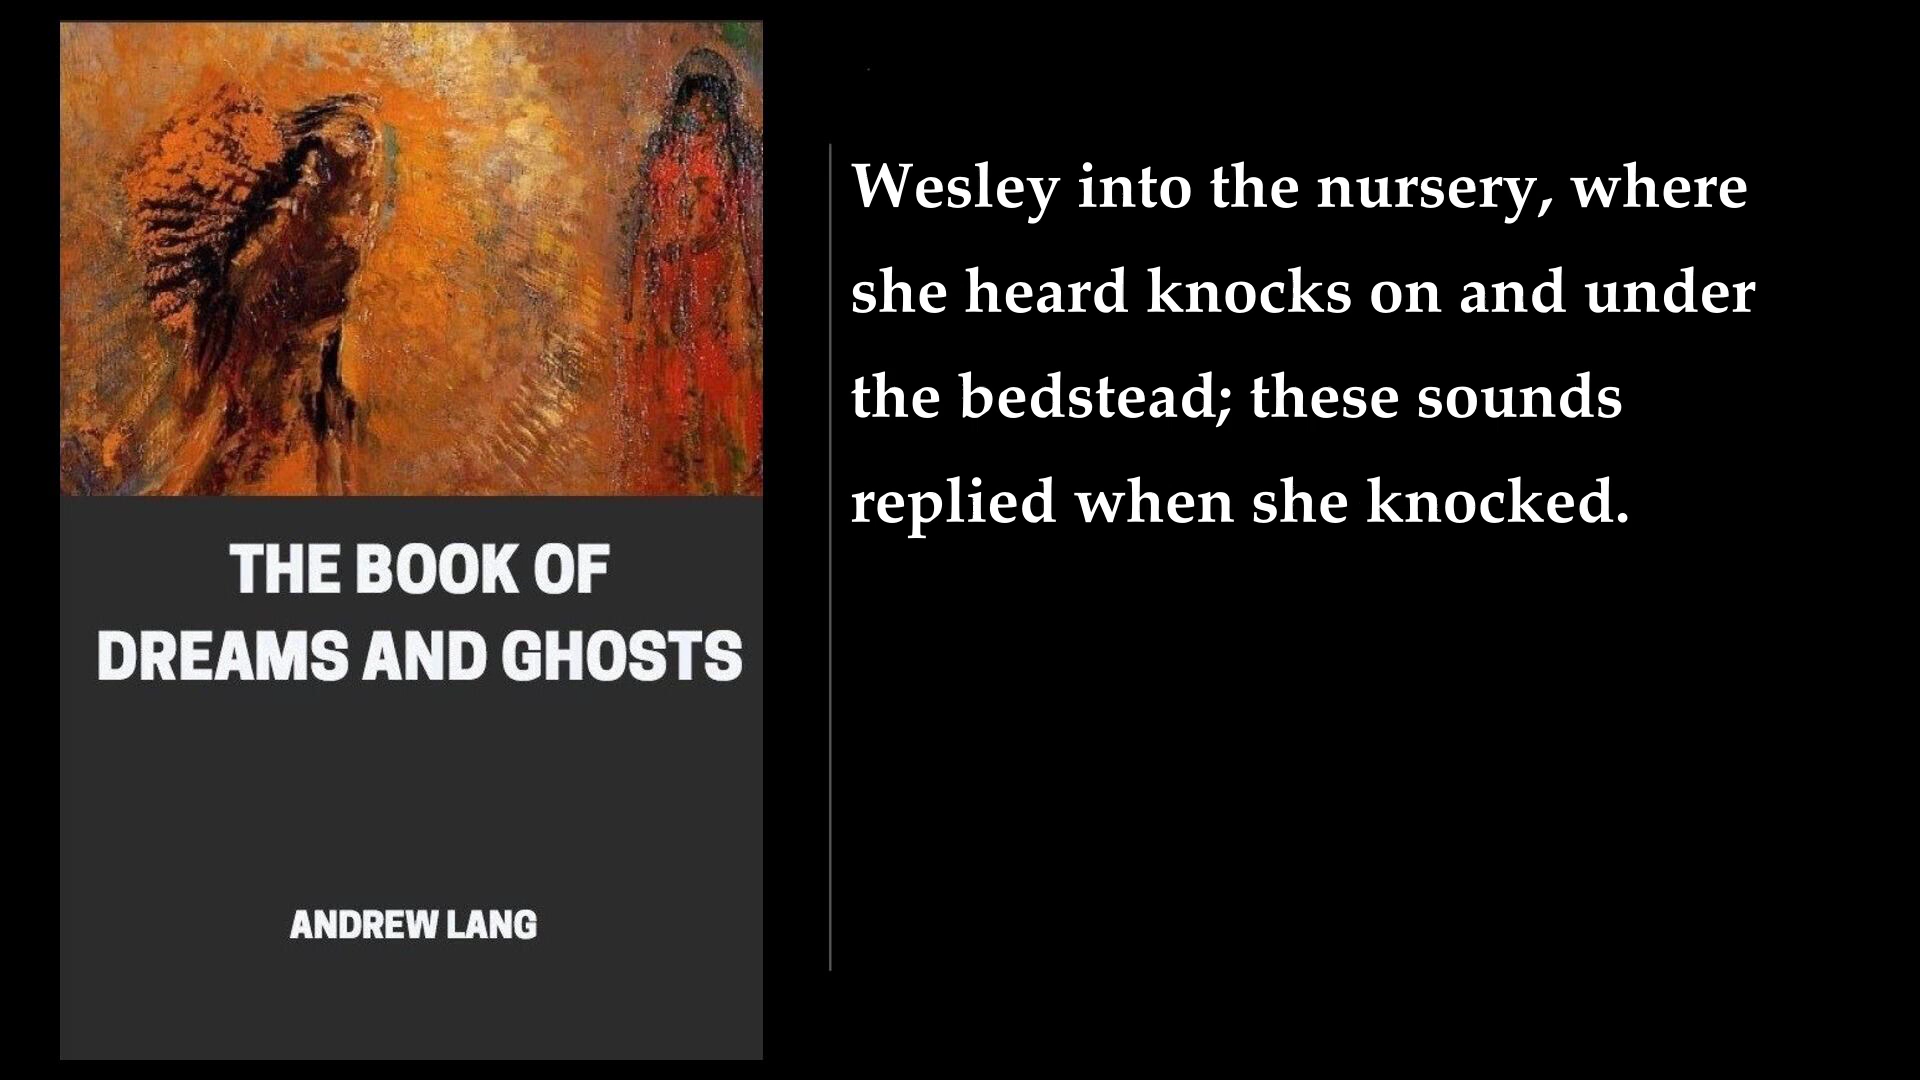 THE BOOK OF
DREAMS AND GHOSTS
ANDREW LANG
Wesley into the nursery, where
she heard knocks on and under
the bedstead; these sounds
replied when she knocked.